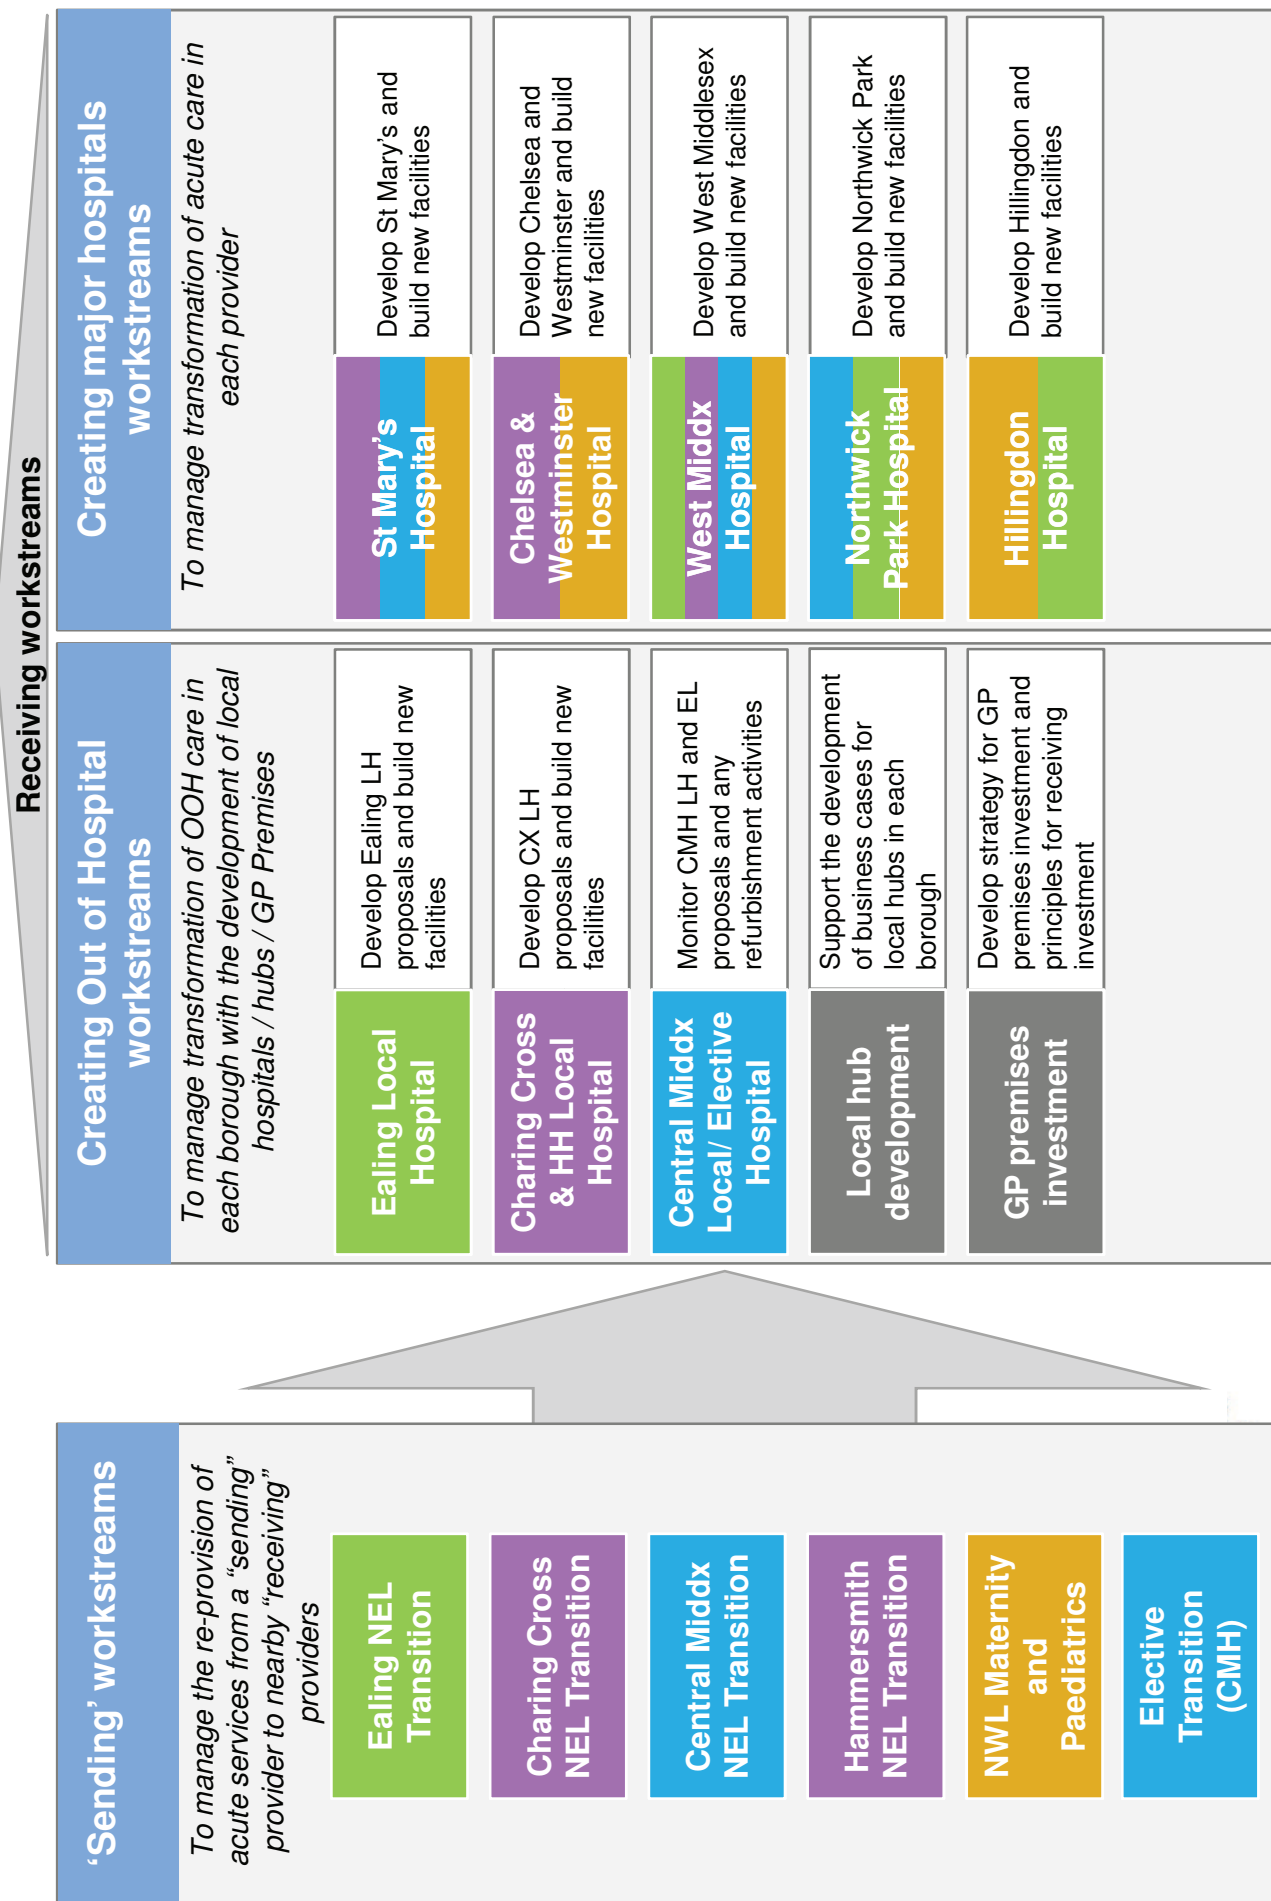 'Sending' workstreams
To manage the re-provision of
acute services from a "sending"
provider to nearby "receiving"
providers
Ealing NEL
Transition
Charing Cross
NEL Transition
Central Middx
NEL Transition
Hammersmith
NEL Transition
NWL Maternity
and
Paediatrics
Elective
Transition
(CMH)
Receiving workstreams
Creating Out of Hospital
workstreams
To manage transformation of OOH care in
each borough with the development of local
hospitals / hubs / GP Premises
Ealing Local
Hospital
Develop Ealing LH
proposals and build new
facilities
Charing Cross
& HH Local
Hospital
Develop CX LH
proposals and build new
facilities
Central Middx
Local/ Elective
Hospital
Monitor CMH LH and EL
proposals and any
refurbishment activities
Local hub
development
Support the development
of business cases for
local hubs in each
borough
GP premises
investment
Develop strategy for GP
premises investment and
principles for receiving
investment
Creating major hospitals
workstreams
To manage transformation of acute care in
each provider
St Mary's
Hospital
Develop St Mary's and
build new facilities
Chelsea &
Westminster
Hospital
Develop Chelsea and
Westminster and build
new facilities
West Middx
Hospital
Develop West Middlesex
and build new facilities
Northwick
Park Hospital
Develop Northwick Park
and build new facilities
Hillingdon
Hospital
Develop Hillingdon and
build new facilities